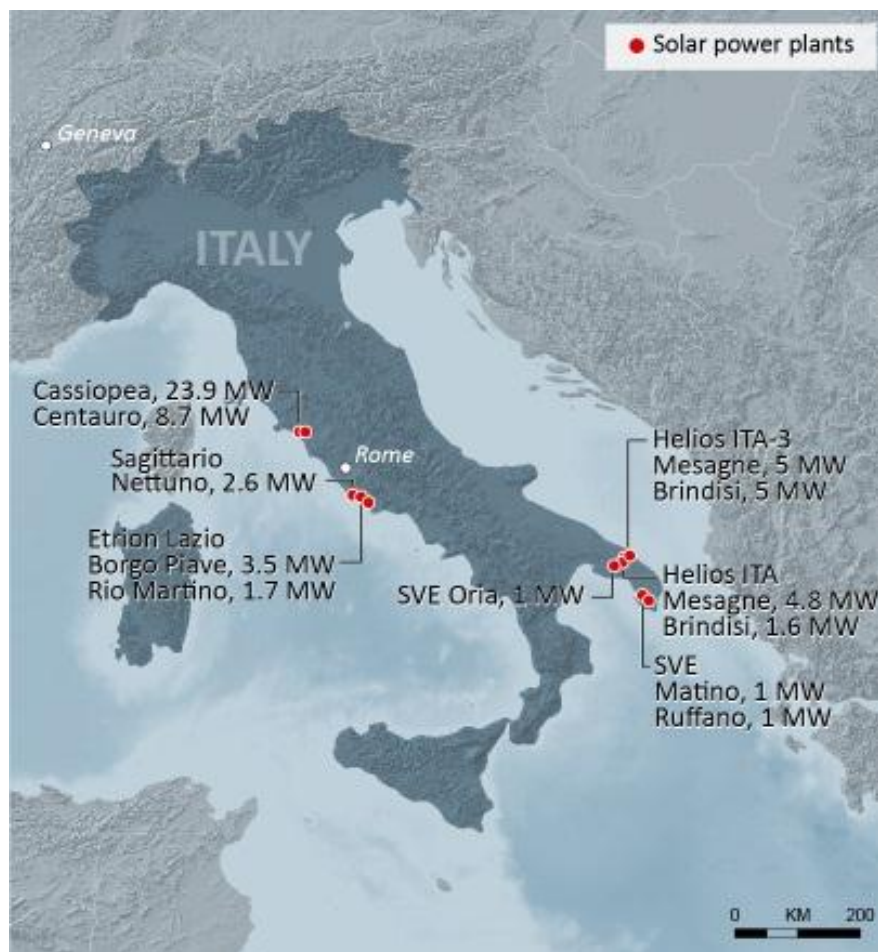 Solar power plants
Geneva
ITALY
Cassiopea, 23.9 MW
Centauro, 8.7 MW
Rome
Sagittario
Nettuno, 2.6 MW
Helios ITA-3
Mesagne, 5 MW
Brindisi, 5 MW
Etrion Lazio
Borgo Piave, 3.5 MW
Rio Martino, 1.7 MW
SVE Oria, 1 MW
Helios ITA
Mesagne, 4.8 MW
Brindisi, 1.6 MW
SVE
Matino, 1 MW
Ruffano, 1 MW
0 KM 200